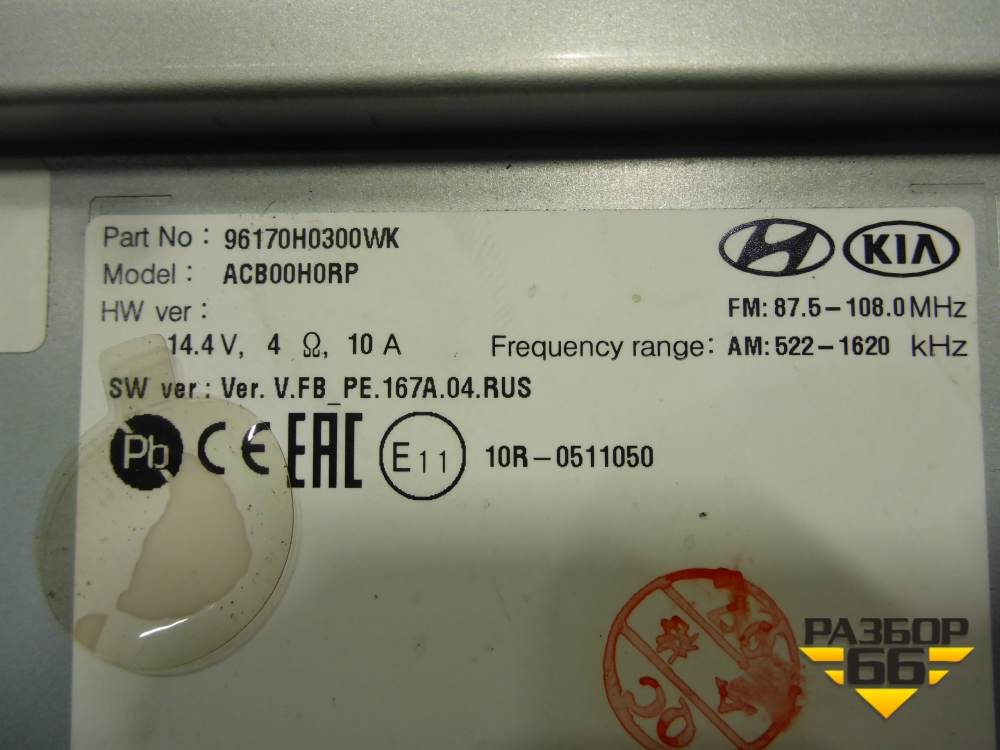 Part No : 96170H0300WK
Model : ACB00H0RP
KIA
HW ver :
FM: 87.5-108.0 MHz
14.4 V, 4 Ω, 10 A
Frequency range: AM: 522-1620 kHz
SW ver : Ver. V.FB_PE.167A.04.RUS
Pb CE EAC E11 10R-0511050
РАЗБОР
66